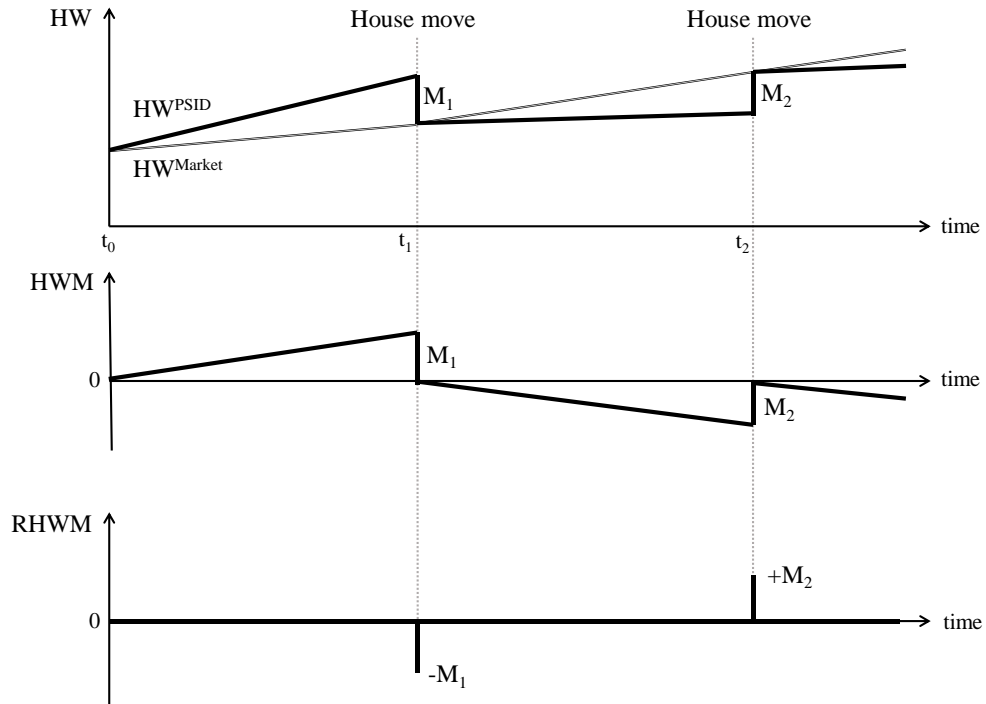 HW
House move
House move
HW^PSID
M₁
M₂
HW^Market
time
t₀
t₁
t₂
HWM
M₁
0
time
M₂
RHWM
+M₂
0
time
-M₁